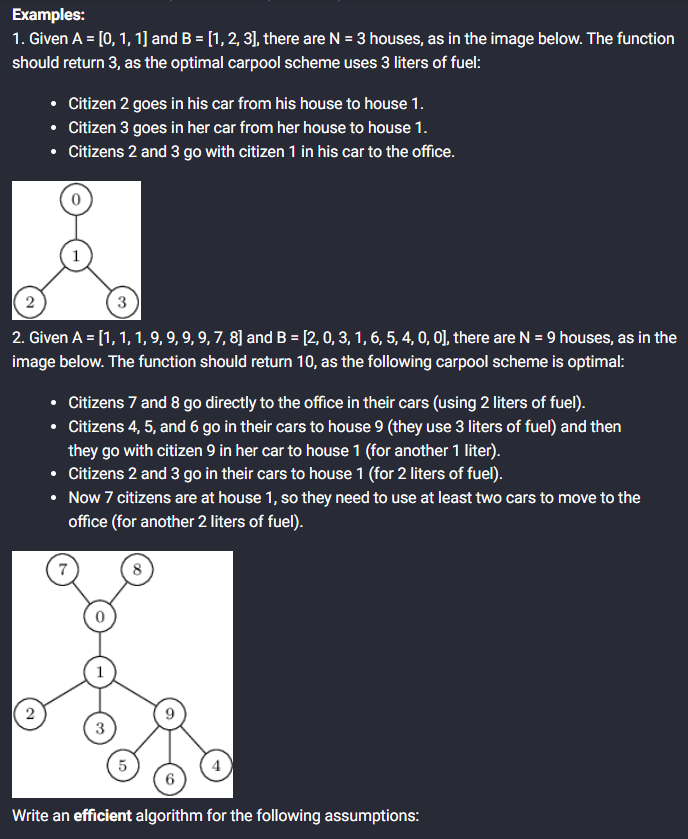 Examples:
1. Given A = [0, 1, 1] and B = [1, 2, 3], there are N = 3 houses, as in the image below. The function
should return 3, as the optimal carpool scheme uses 3 liters of fuel:
• Citizen 2 goes in his car from his house to house 1.
• Citizen 3 goes in her car from her house to house 1.
• Citizens 2 and 3 go with citizen 1 in his car to the office.
0
1
2 3
2. Given A = [1, 1, 1, 9, 9, 9, 9, 7, 8] and B = [2, 0, 3, 1, 6, 5, 4, 0, 0], there are N = 9 houses, as in the
image below. The function should return 10, as the following carpool scheme is optimal:
• Citizens 7 and 8 go directly to the office in their cars (using 2 liters of fuel).
• Citizens 4, 5, and 6 go in their cars to house 9 (they use 3 liters of fuel) and then
they go with citizen 9 in her car to house 1 (for another 1 liter).
• Citizens 2 and 3 go in their cars to house 1 (for 2 liters of fuel).
• Now 7 citizens are at house 1, so they need to use at least two cars to move to the
office (for another 2 liters of fuel).
7 8
0
1
2 9
3
5 4
6
Write an efficient algorithm for the following assumptions: